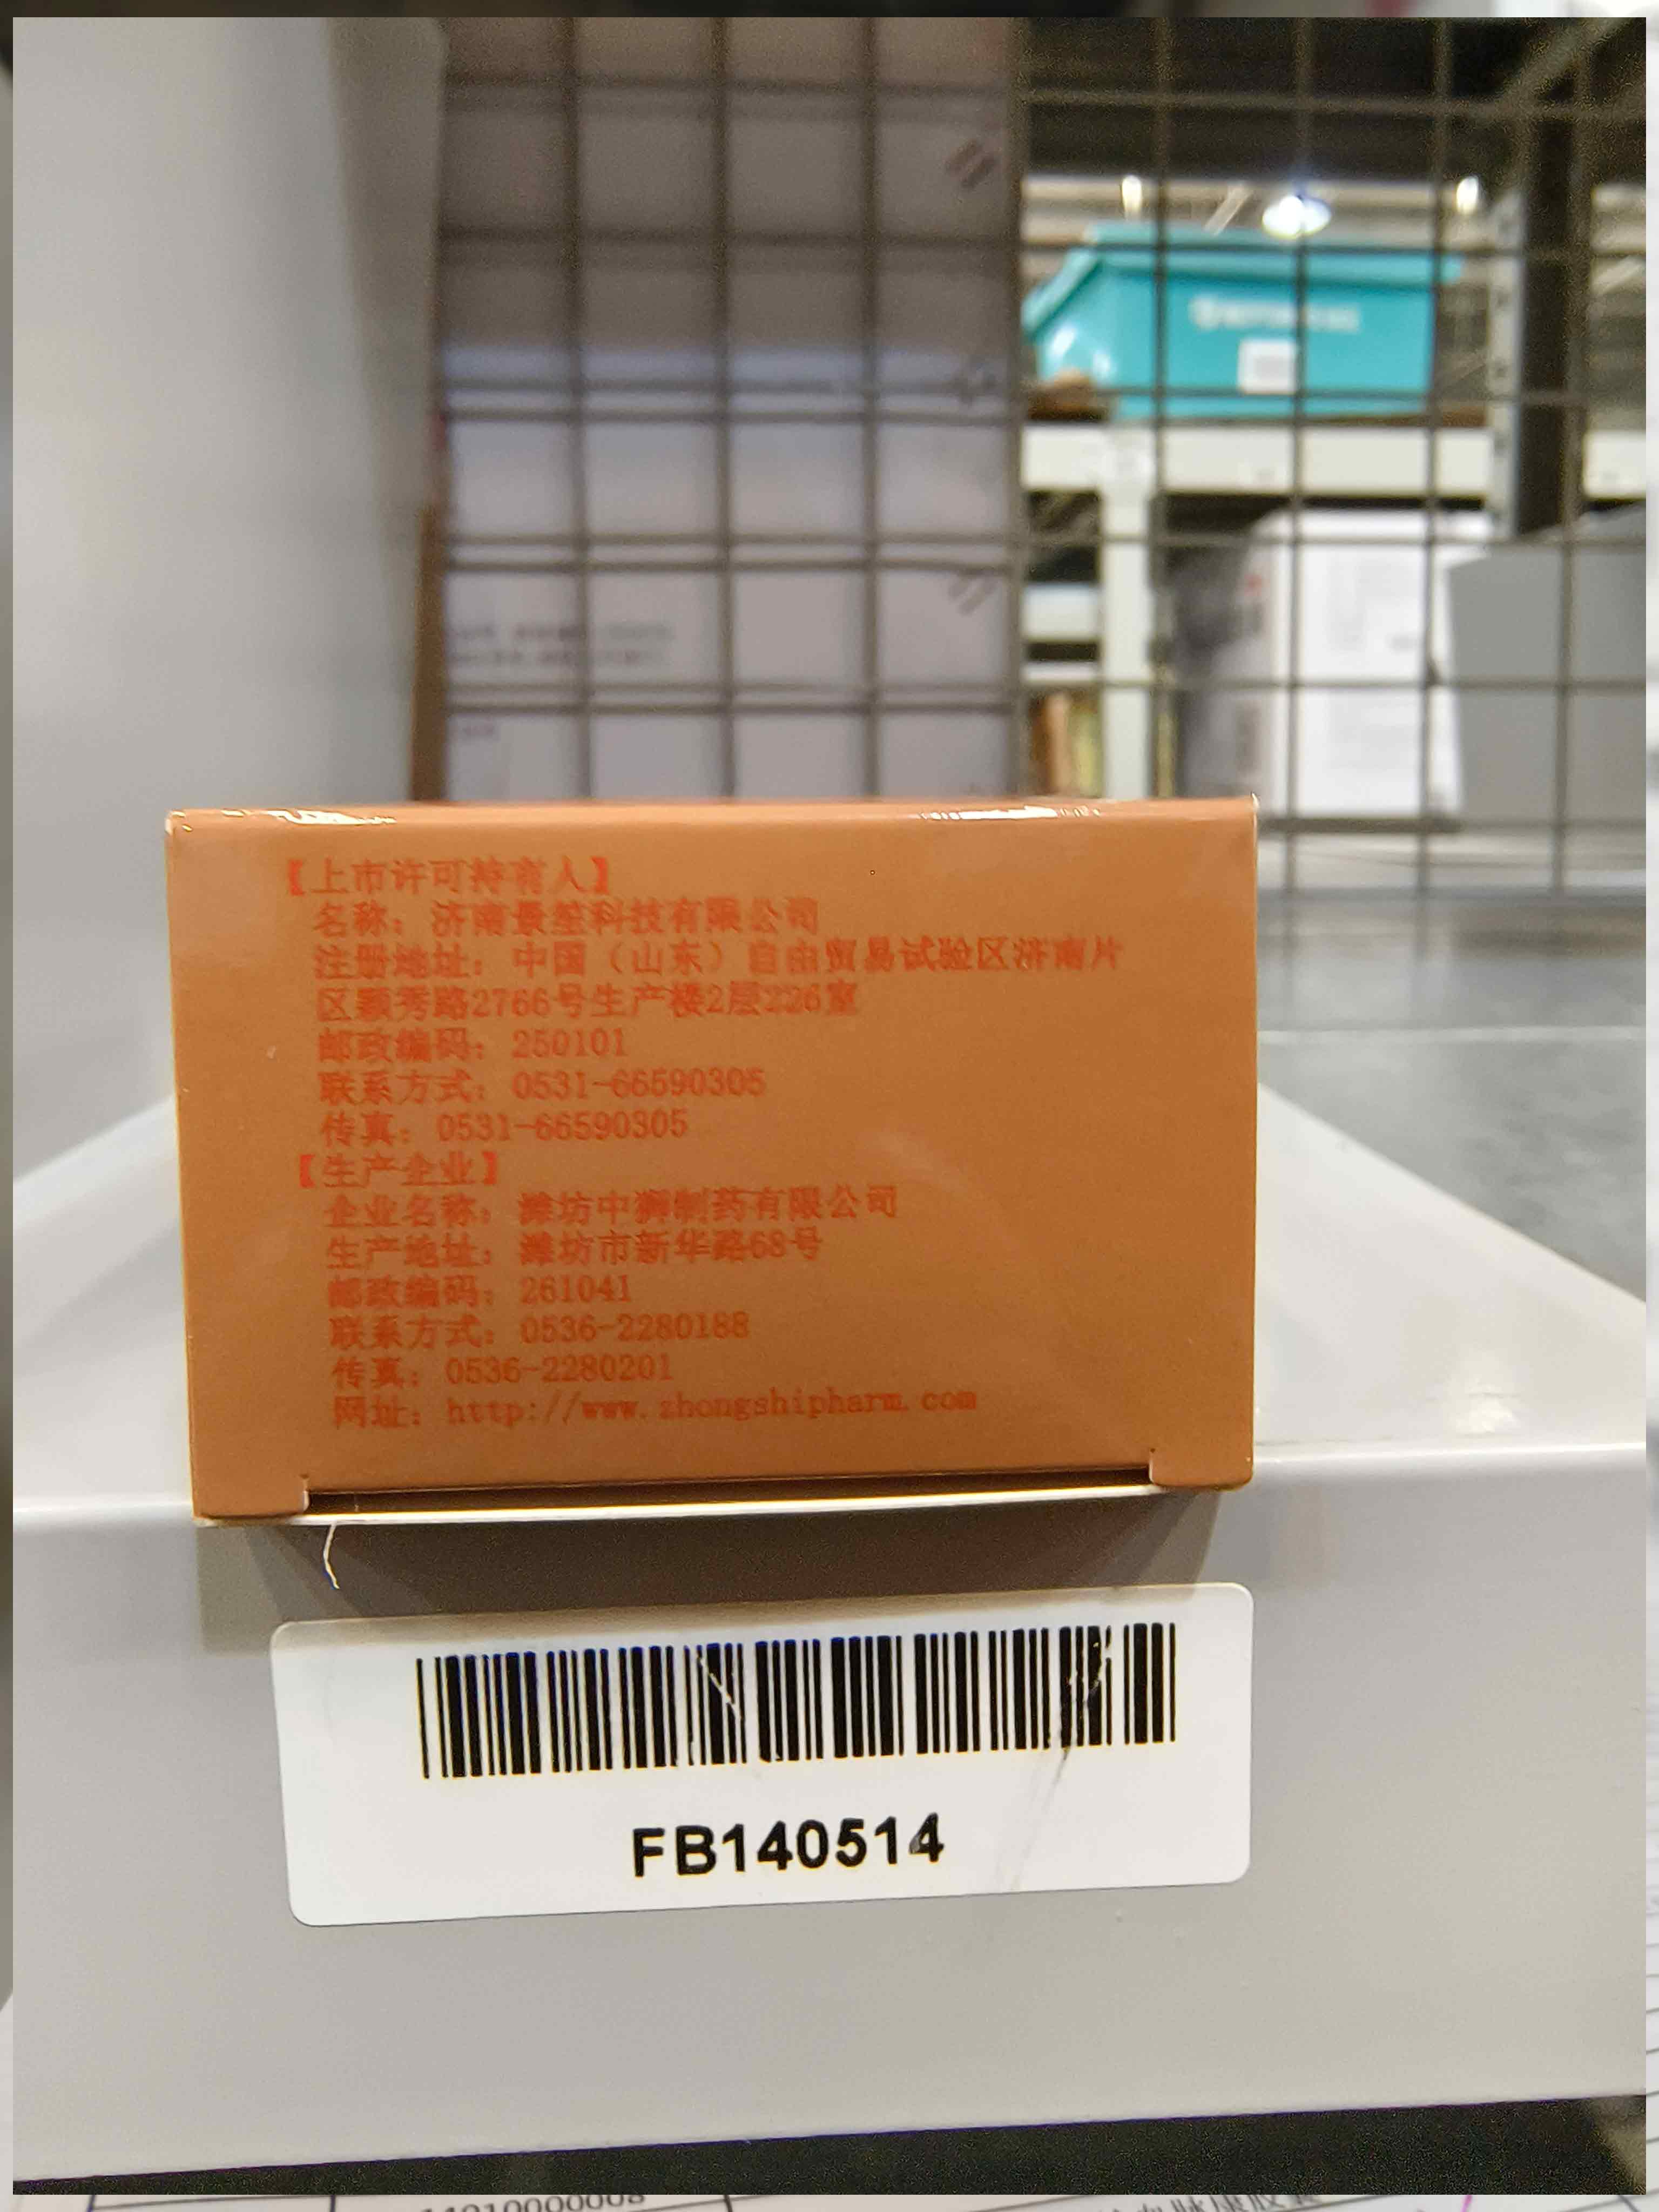 【上市许可持有人】
名称：济南景笙科技有限公司
注册地址：中国（山东）自由贸易试验区济南片
区颖秀路2766号生产楼2层226室
邮政编码：250101
联系方式：0531-66590305
传真：0531-66590305
【生产企业】
企业名称：潍坊中狮制药有限公司
生产地址：潍坊市新华路68号
邮政编码：261041
联系方式：0536-2280188
传真：0536-2280201
网址：http://www.zhongshipharm.com
FB140514